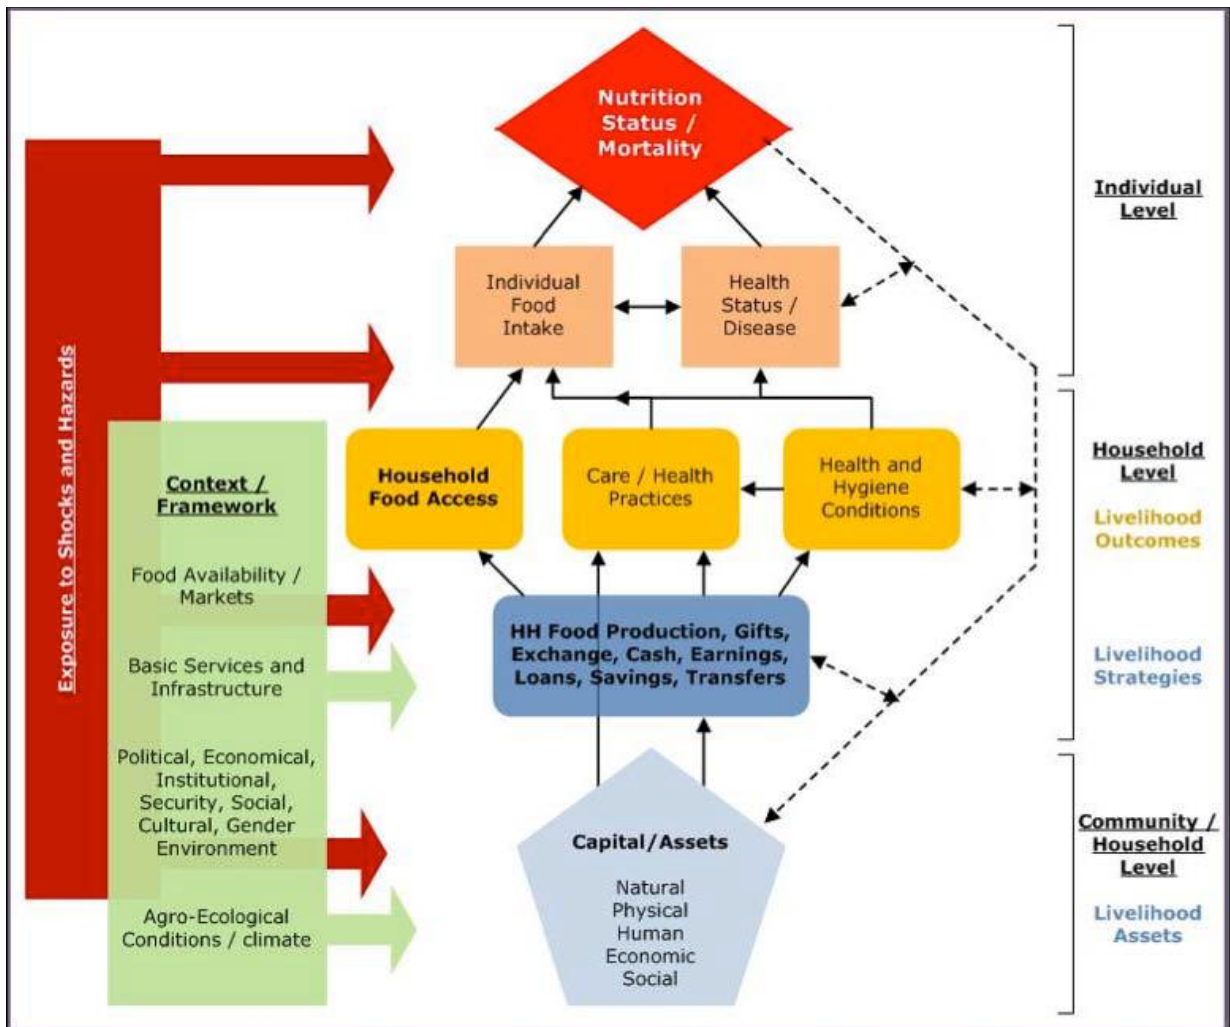 Nutrition
Status /
Mortality
Individual
Level
Individual
Food
Intake
Health
Status /
Disease
Exposure to Shocks and Hazards
Context /
Framework
Food Availability /
Markets
Basic Services and
Infrastructure
Political, Economical,
Institutional,
Security, Social,
Cultural, Gender
Environment
Agro-Ecological
Conditions / climate
Household
Food Access
Care / Health
Practices
Health and
Hygiene
Conditions
Household
Level
Livelihood
Outcomes
HH Food Production, Gifts,
Exchange, Cash, Earnings,
Loans, Savings, Transfers
Livelihood
Strategies
Capital/Assets
Natural
Physical
Human
Economic
Social
Community /
Household
Level
Livelihood
Assets